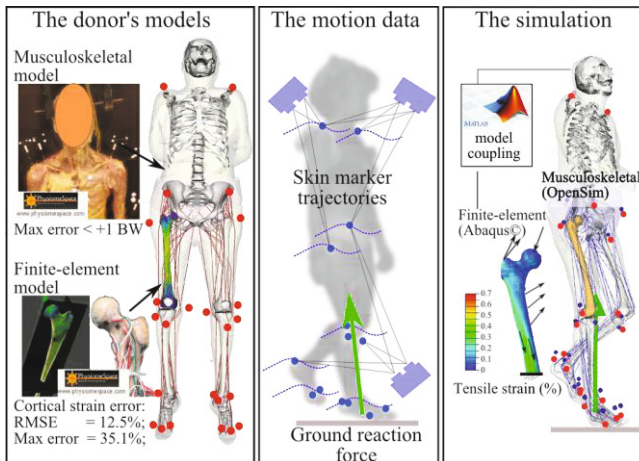 The donor's models
Musculoskeletal
model
PhysiomeSpace
www.physiomespace.com
Max error < +1 BW
Finite-element
model
PhysiomeSpace
www.physiomespace.com
Cortical strain error:
RMSE = 12.5%;
Max error = 35.1%;
The motion data
Skin marker
trajectories
Ground reaction
force
The simulation
MATLAB
model
coupling
Musculoskeletal
(OpenSim)
Finite-element
(Abaqus©)
0.7
0.6
0.5
0.4
0.3
0.2
0.1
0
Tensile strain (%)